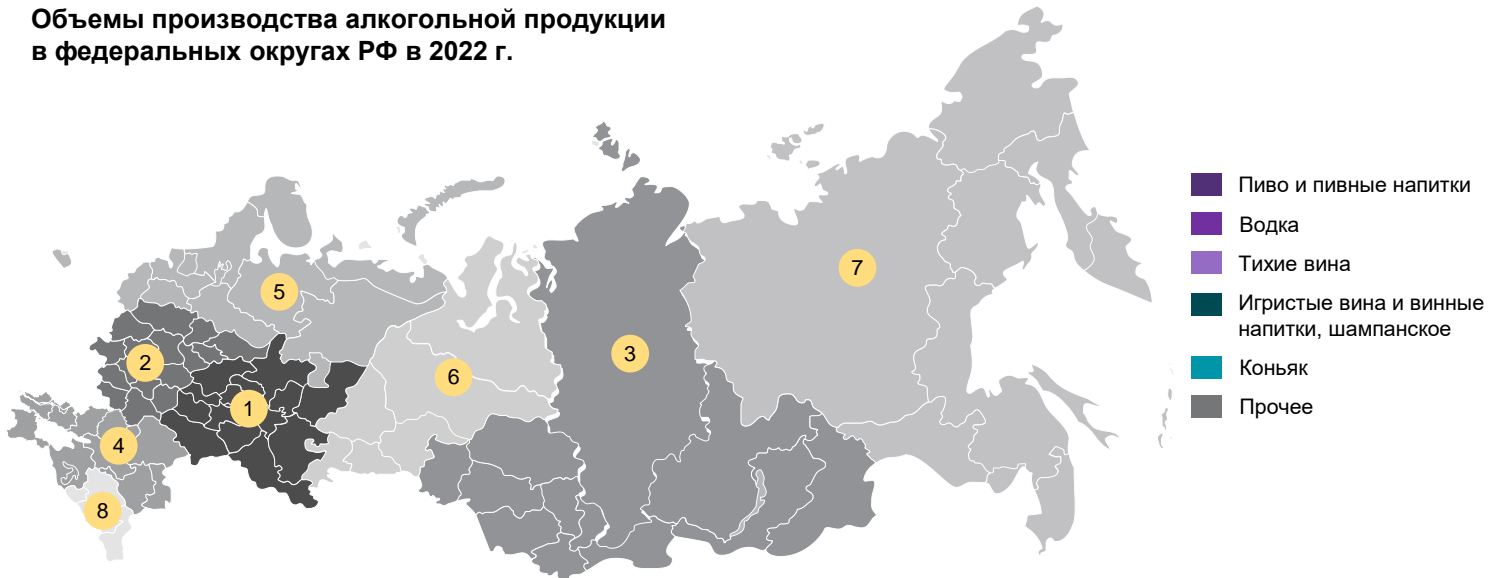 Объемы производства алкогольной продукции
в федеральных округах РФ в 2022 г.
Пиво и пивные напитки
Водка
Тихие вина
Игристые вина и винные
напитки, шампанское
Коньяк
Прочее
7
5
3
2
6
1
4
8